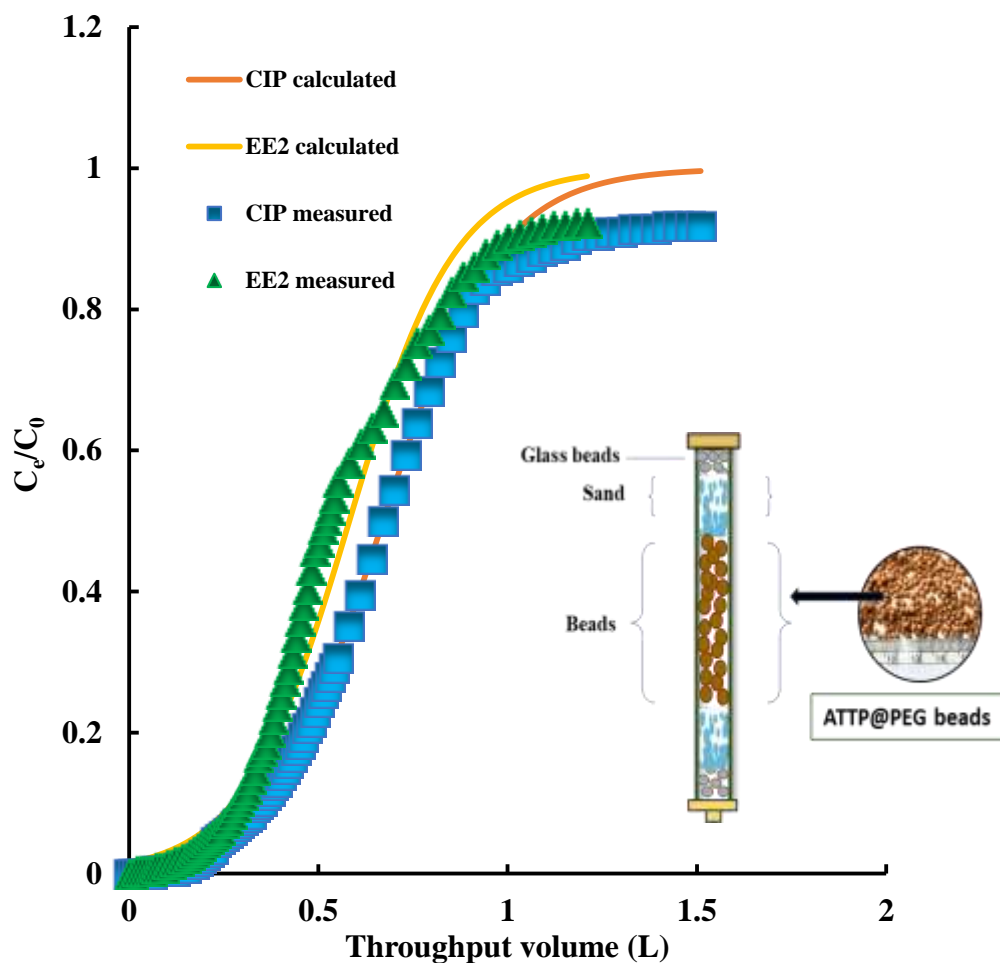 1.2
1
0.8
0.6
0.4
0.2
0
C₀/C₀
CIP calculated
EE2 calculated
CIP measured
EE2 measured
Glass beads
Sand
Beads
ATTP@PEG beads
0
0.5
1
1.5
2
Throughput volume (L)